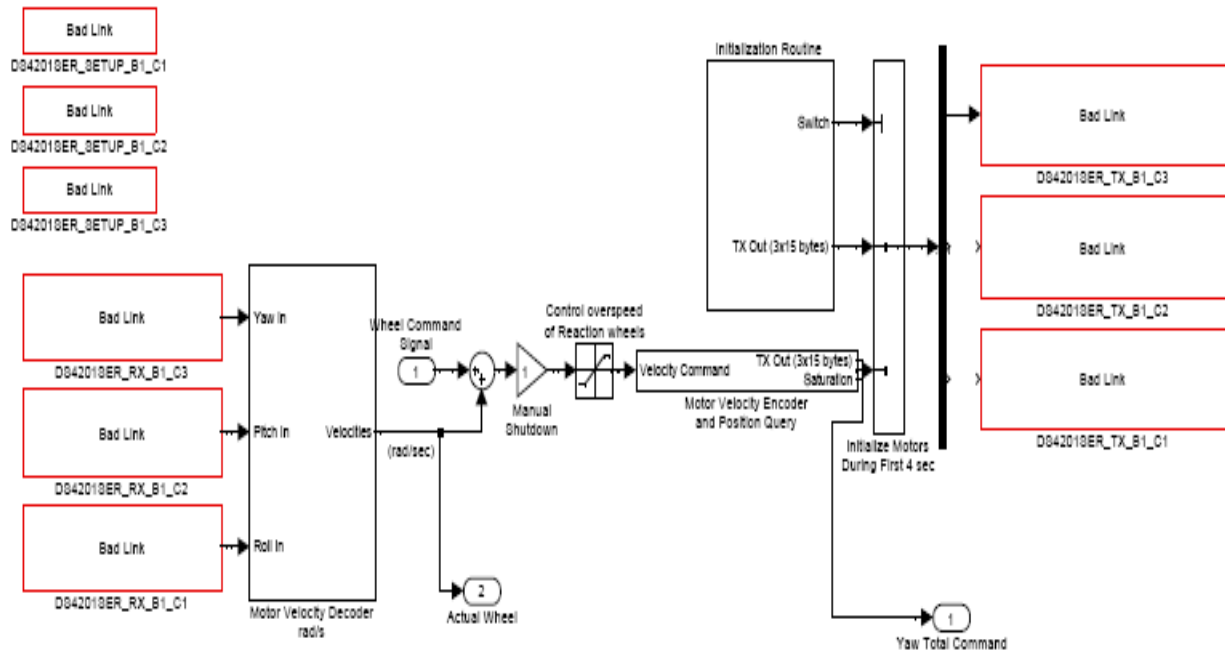 Bad Link
DS4201SER_SETUP_B1_C1
Bad Link
DS4201SER_SETUP_B1_C2
Bad Link
DS4201SER_SETUP_B1_C3
Bad Link
DS4201SER_RX_B1_C3
Bad Link
DS4201SER_RX_B1_C2
Bad Link
DS4201SER_RX_B1_C1
Yaw In
Pitch In
Roll In
Velocities
Motor Velocity Decoder
rad/s
(rad/sec)
Wheel Command
Signal
1
2
Actual Wheel
1
Manual
Shutdown
Control overspeed
of Reaction wheels
Velocity Command
TX Out (3x15 bytes)
Saturation
Motor Velocity Encoder
and Position Query
Initialization Routine
Switch
TX Out (3x15 bytes)
Initialize Motors
During First 4 sec
1
Yaw Total Command
Bad Link
DS4201SER_TX_B1_C3
Bad Link
DS4201SER_TX_B1_C2
Bad Link
DS4201SER_TX_B1_C1